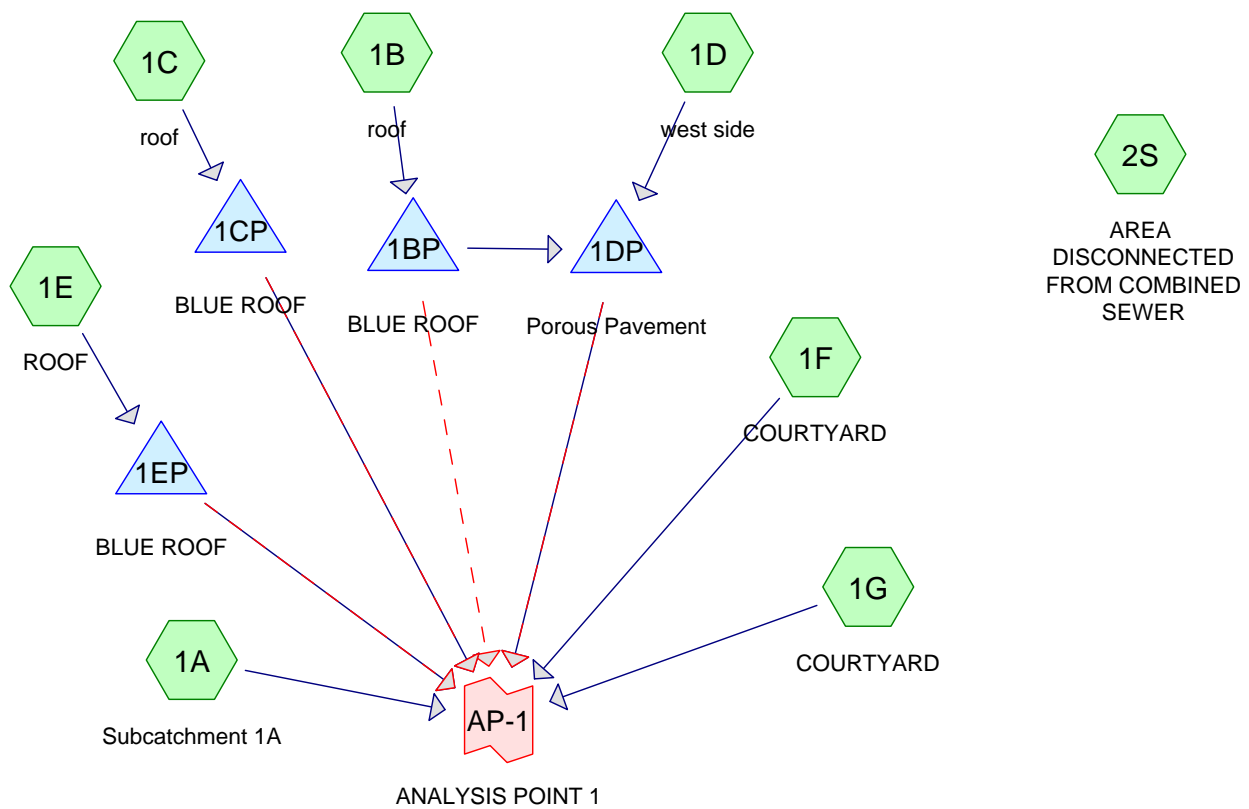 1C
1B
1D
roof
roof
west side
2S
1CP
1BP
1DP
AREA
DISCONNECTED
FROM COMBINED
SEWER
1E
BLUE ROOF
BLUE ROOF
Porous Pavement
ROOF
1F
COURTYARD
1EP
BLUE ROOF
1G
COURTYARD
1A
Subcatchment 1A
AP-1
ANALYSIS POINT 1